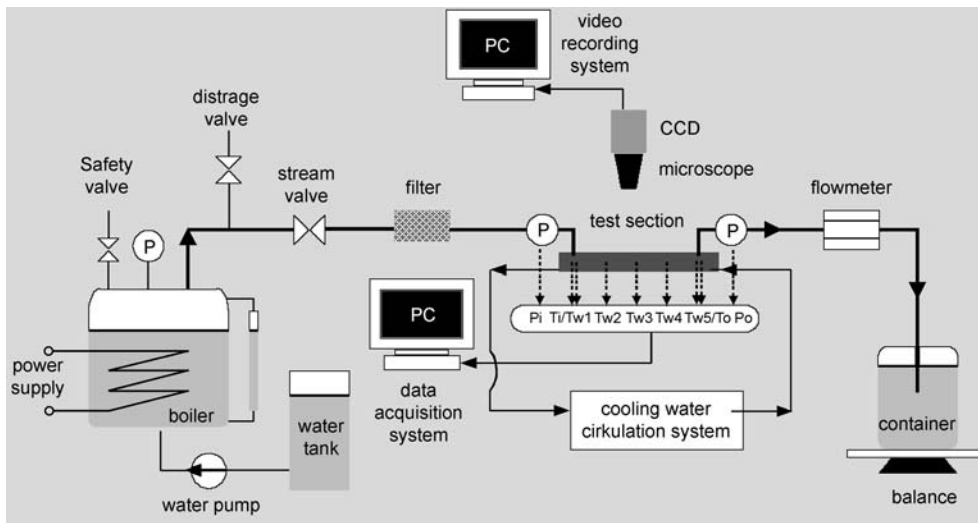 PC
video
recording
system
distrage
valve
CCD
Safety
valve
stream
valve
filter
microscope
flowmeter
test section
P
P
P
Pi Ti/Tw1 Tw2 Tw3 Tw4 Tw5/To Po
PC
power
supply
boiler
data
acquisition
system
water
tank
cooling water
cirkulation system
container
water pump
balance